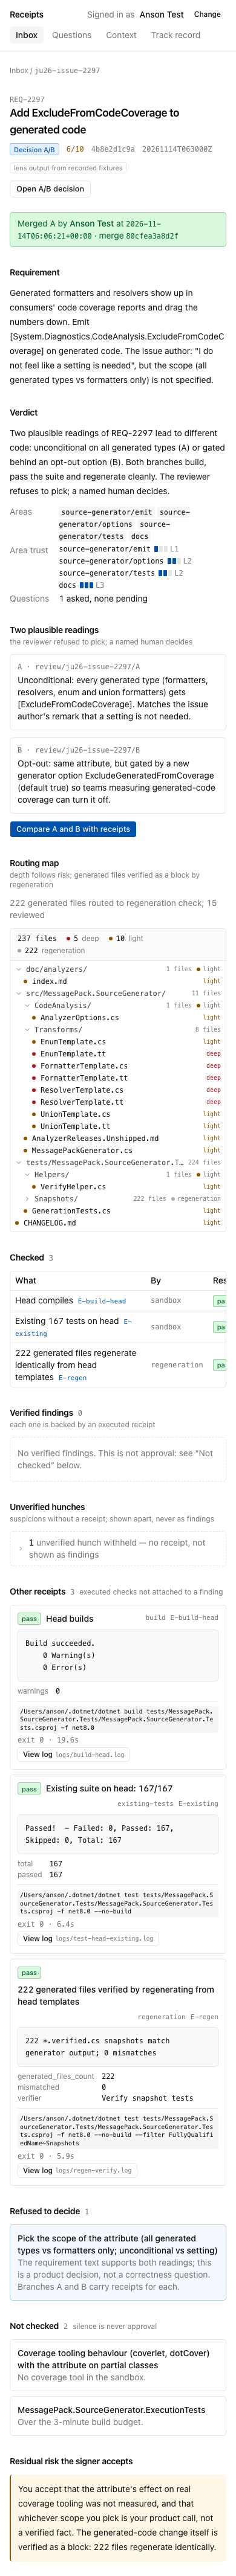 Receipts Signed in as Anson Test Change
Inbox Questions Context Track record
Inbox / ju26-issue-2297
REQ-2297
Add ExcludeFromCodeCoverage to
generated code
Decision A/B 6/10 4b8e2d1c9a 20261114T063000Z
lens output from recorded fixtures
Open A/B decision
Merged A by Anson Test at 2026-11-
14T06:06:21+00:00 · merge 80cfea3a8d2f
Requirement
Generated formatters and resolvers show up in
consumers' code coverage reports and drag the
numbers down. Emit
[System.Diagnostics.CodeAnalysis.ExcludeFromCodeC
overage] on generated code. The issue author: "I do
not feel like a setting is needed", but the scope (all
generated types vs formatters only) is not specified.
Verdict
Two plausible readings of REQ-2297 lead to different
code: unconditional on all generated types (A) or gated
behind an opt-out option (B). Both branches build,
pass the suite and regenerate cleanly. The reviewer
refuses to pick; a named human decides.
Areas source-generator/emit source-
generator/options source-
generator/tests docs
Area trust source-generator/emit L1
source-generator/options L2
source-generator/tests L2
docs L3
Questions 1 asked, none pending
Two plausible readings
the reviewer refused to pick; a named human decides
A · review/ju26-issue-2297/A
Unconditional: every generated type (formatters,
resolvers, enum and union formatters) gets
[ExcludeFromCodeCoverage]. Matches the issue
author's remark that a setting is not needed.
B · review/ju26-issue-2297/B
Opt-out: same attribute, but gated by a new
generator option ExcludeGeneratedFromCoverage
(default true) so teams measuring generated-code
coverage can turn it off.
Compare A and B with receipts
Routing map
depth follows risk; generated files verified as a block by
regeneration
222 generated files routed to regeneration check; 15
reviewed
237 files 5 deep 10 light
222 regeneration
doc/analyzers/ 1 files light
index.md light
src/MessagePack.SourceGenerator/ 11 files
CodeAnalysis/ 1 files light
AnalyzerOptions.cs light
Transforms/ 8 files
EnumTemplate.cs light
EnumTemplate.tt deep
FormatterTemplate.cs deep
FormatterTemplate.tt deep
ResolverTemplate.cs deep
ResolverTemplate.tt deep
UnionTemplate.cs light
UnionTemplate.tt light
AnalyzerReleases.Unshipped.md light
MessagePackGenerator.cs light
tests/MessagePack.SourceGenerator.T… 224 files
Helpers/ 1 files light
VerifyHelper.cs light
Snapshots/ 222 files regeneration
GenerationTests.cs light
CHANGELOG.md light
Checked 3
What By Res
Head compiles E-build-head sandbox pa
Existing 167 tests on head E-
existing sandbox pa
222 generated files regenerate
identically from head
templates E-regen regeneration pa
Verified findings 0
each one is backed by an executed receipt
No verified findings. This is not approval: see "Not
checked" below.
Unverified hunches
suspicions without a receipt; shown apart, never as findings
1 unverified hunch withheld — no receipt, not
shown as findings
Other receipts 3 executed checks not attached to a finding
pass Head builds build E-build-head
Build succeeded.
0 Warning(s)
0 Error(s)
warnings 0
/Users/anson/.dotnet/dotnet build tests/MessagePack.
SourceGenerator.Tests/MessagePack.SourceGenerator.Te
sts.csproj -f net8.0
exit 0 · 19.6s
View log logs/build-head.log
pass Existing suite on head: 167/167
existing-tests E-existing
Passed! - Failed: 0, Passed: 167,
Skipped: 0, Total: 167
total 167
passed 167
/Users/anson/.dotnet/dotnet test tests/MessagePack.S
ourceGenerator.Tests/MessagePack.SourceGenerator.Tes
ts.csproj -f net8.0 --no-build
exit 0 · 6.4s
View log logs/test-head-existing.log
pass
222 generated files verified by regenerating from
head templates
regeneration E-regen
222 *.verified.cs snapshots match
generator output; 0 mismatches
generated_files_count 222
mismatched 0
verifier Verify snapshot tests
/Users/anson/.dotnet/dotnet test tests/MessagePack.S
ourceGenerator.Tests/MessagePack.SourceGenerator.Tes
ts.csproj -f net8.0 --no-build --filter FullyQualifi
edName~Snapshots
exit 0 · 5.9s
View log logs/regen-verify.log
Refused to decide 1
Pick the scope of the attribute (all generated
types vs formatters only; unconditional vs setting)
The requirement text supports both readings; this
is a product decision, not a correctness question.
Branches A and B carry receipts for each.
Not checked 2 silence is never approval
Coverage tooling behaviour (coverlet, dotCover)
with the attribute on partial classes
No coverage tool in the sandbox.
MessagePack.SourceGenerator.ExecutionTests
Over the 3-minute build budget.
Residual risk the signer accepts
You accept that the attribute's effect on real
coverage tooling was not measured, and that
whichever scope you pick is your product call, not
a verified fact. The generated-code change itself is
verified as a block: 222 files regenerate identically.